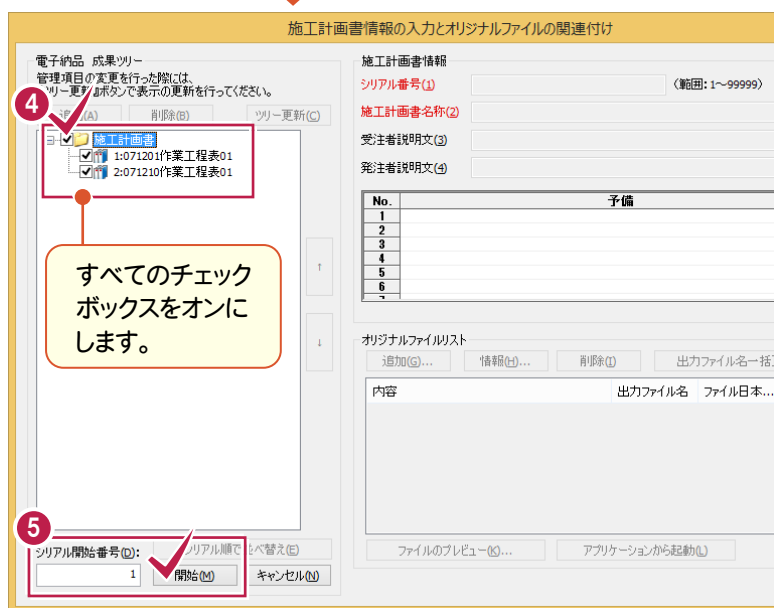 施工計画書情報の入力とオリジナルファイルの関連付け
電子納品 成果ツリー
管理項目の変更を行った際には、
ボタンで表示の更新を行ってください。
4
削除(B)
ツリー更新(C)
施工計画書
1:071201作業工程表01
2:071210作業工程表01
すべてのチェック
ボックスをオンに
します。
↑
↓
5
シリアル開始番号(D):
べ替え(E)
1
開始(M)
キャンセル(N)
施工計画書情報
シリアル番号(1)
(範囲:1~99999)
施工計画書名称(2)
受注者説明文(3)
発注者説明文(4)
No.
予備
1
2
3
4
5
6
オリジナルファイルリスト
追加(G)...
情報(H)...
削除(I)
出力ファイル名一括
内容
出力ファイル名
ファイル日本...
ファイルのプレビュー(K)...
アプリケーションから起動(L)